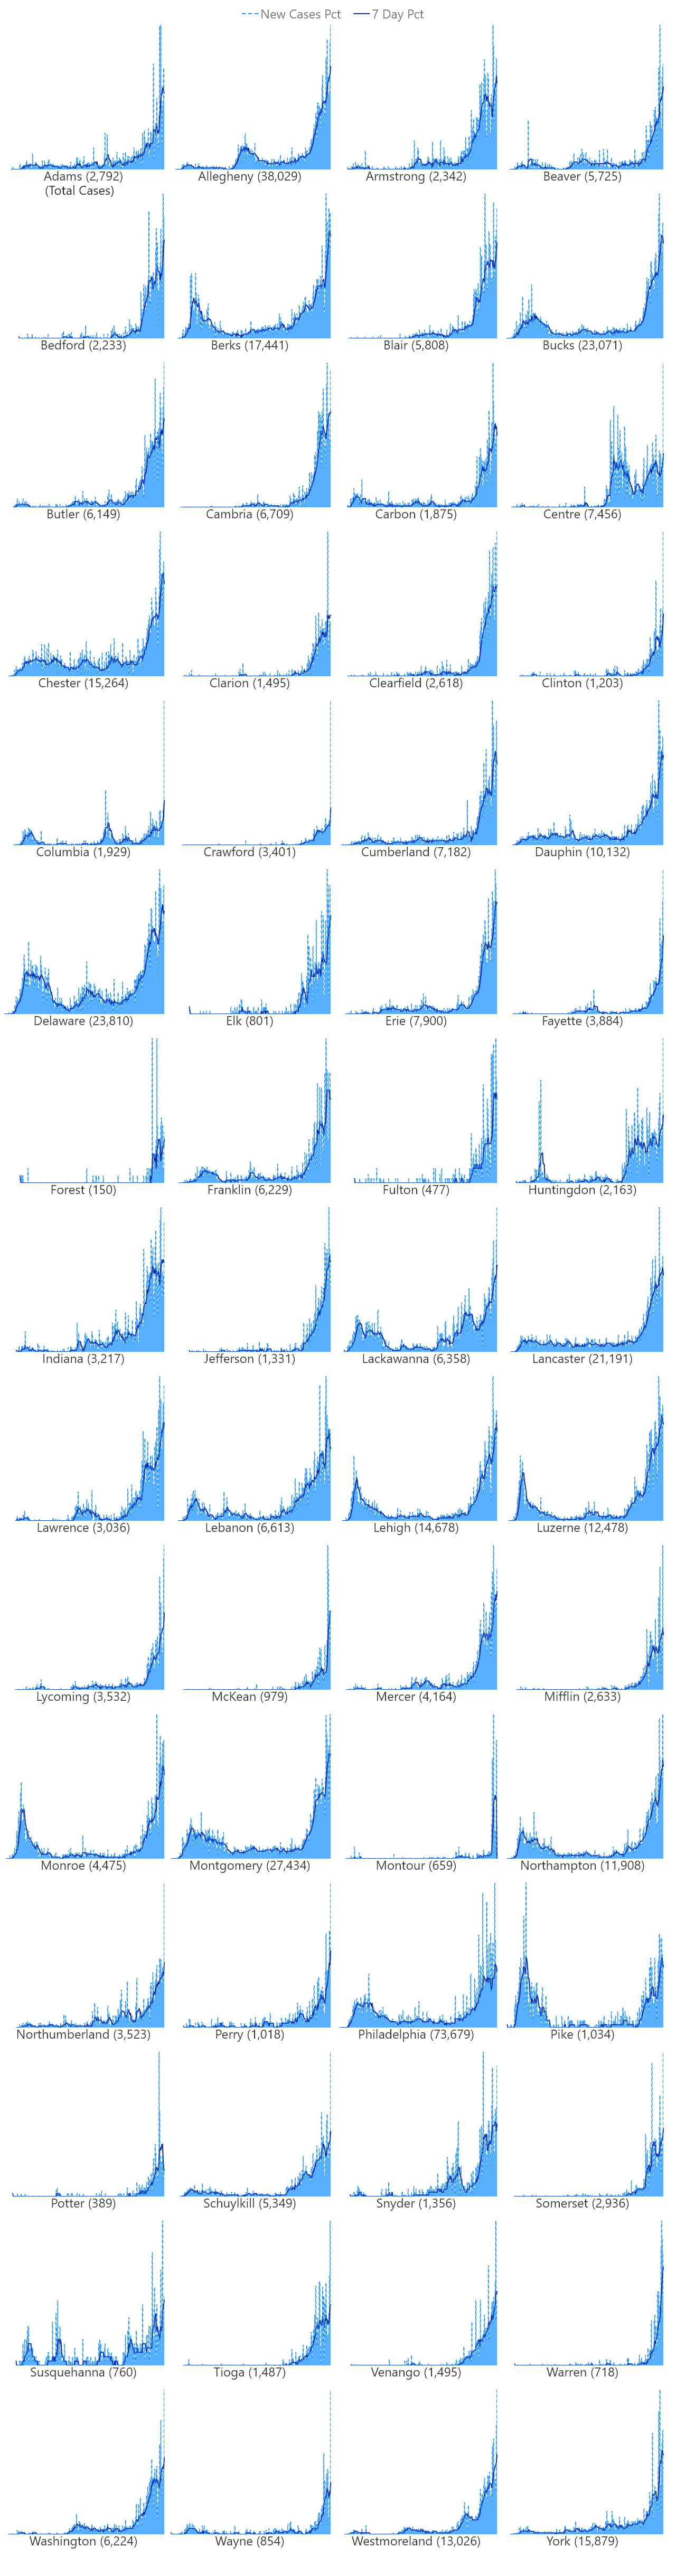 New Cases Pct 7 Day Pct
Adams (2,792) Allegheny (38,029) Armstrong (2,342) Beaver (5,725)
(Total Cases)
Bedford (2,233) Berks (17,441) Blair (5,808) Bucks (23,071)
Butler (6,149) Cambria (6,709) Carbon (1,875) Centre (7,456)
Chester (15,264) Clarion (1,495) Clearfield (2,618) Clinton (1,203)
Columbia (1,929) Crawford (3,401) Cumberland (7,182) Dauphin (10,132)
Delaware (23,810) Elk (801) Erie (7,900) Fayette (3,884)
Forest (150) Franklin (6,229) Fulton (477) Huntingdon (2,163)
Indiana (3,217) Jefferson (1,331) Lackawanna (6,358) Lancaster (21,191)
Lawrence (3,036) Lebanon (6,613) Lehigh (14,678) Luzerne (12,478)
Lycoming (3,532) McKean (979) Mercer (4,164) Mifflin (2,633)
Monroe (4,475) Montgomery (27,434) Montour (659) Northampton (11,908)
Northumberland (3,523) Perry (1,018) Philadelphia (73,679) Pike (1,034)
Potter (389) Schuylkill (5,349) Snyder (1,356) Somerset (2,936)
Susquehanna (760) Tioga (1,487) Venango (1,495) Warren (718)
Washington (6,224) Wayne (854) Westmoreland (13,026) York (15,879)